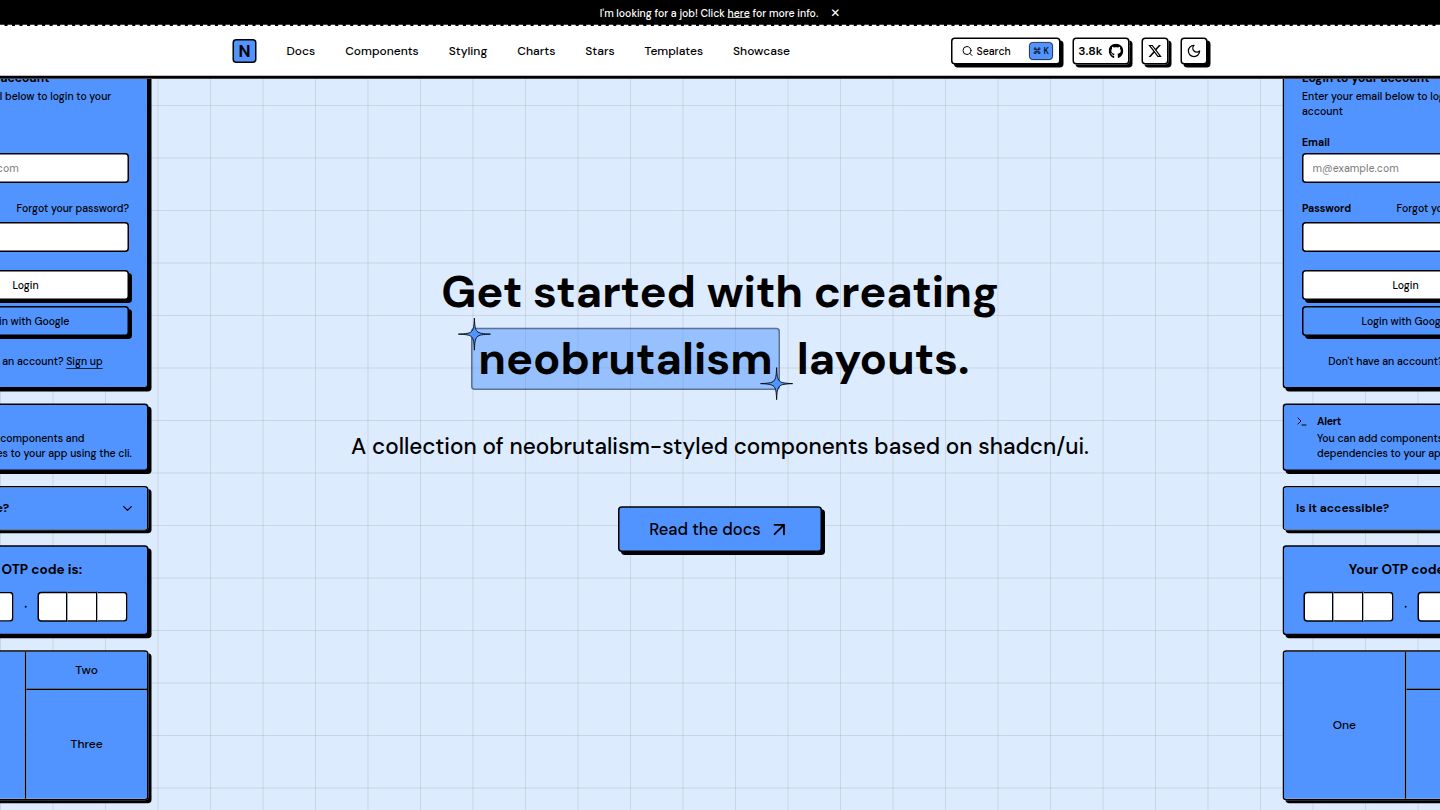 I'm looking for a job! Click here for more info. ✕
N Docs Components Styling Charts Stars Templates Showcase Search ⌘ K 3.8k
account
l below to login to your
com
Forgot your password?
Login
in with Google
an account? Sign up
components and
es to your app using the cli.
e?
OTP code is:
Two
Three
Get started with creating
neobrutalism layouts.
A collection of neobrutalism-styled components based on shadcn/ui.
Read the docs
Login to your account
Enter your email below to log
account
Email
m@example.com
Password Forgot yo
Login
Login with Goog
Don't have an account?
Alert
You can add components
dependencies to your ap
Is it accessible?
Your OTP code
One